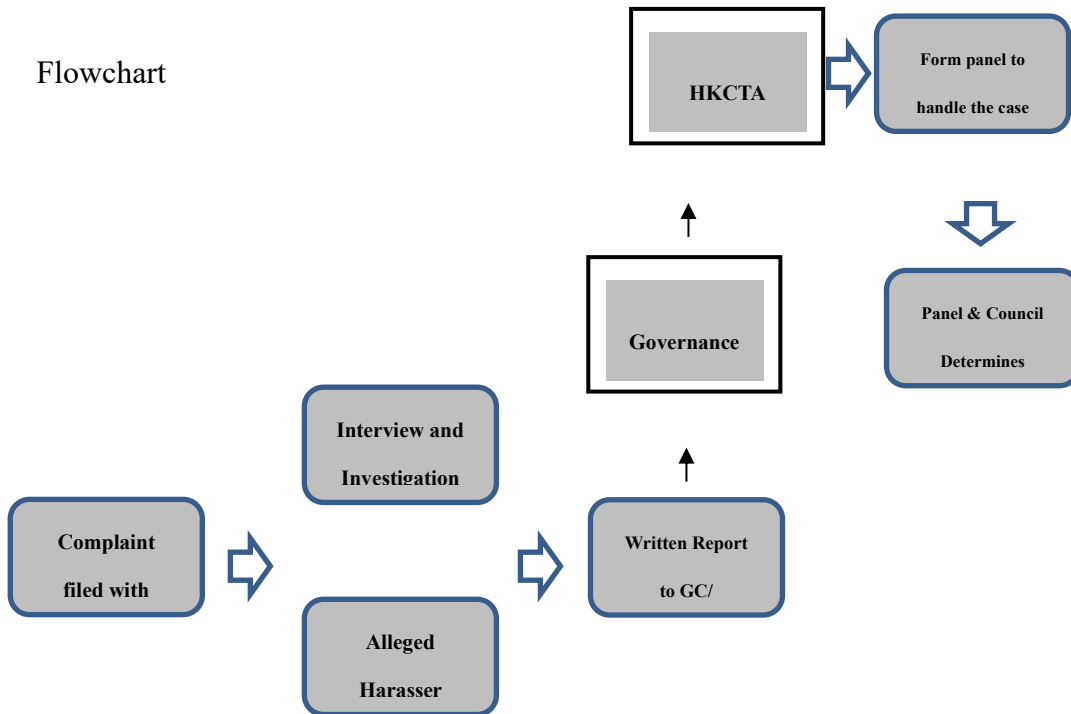 Flowchart
HKCTA
Form panel to
handle the case
Governance
Panel & Council
Determines
Interview and
Investigation
Complaint
filed with
Written Report
to GC/
Alleged
Harasser